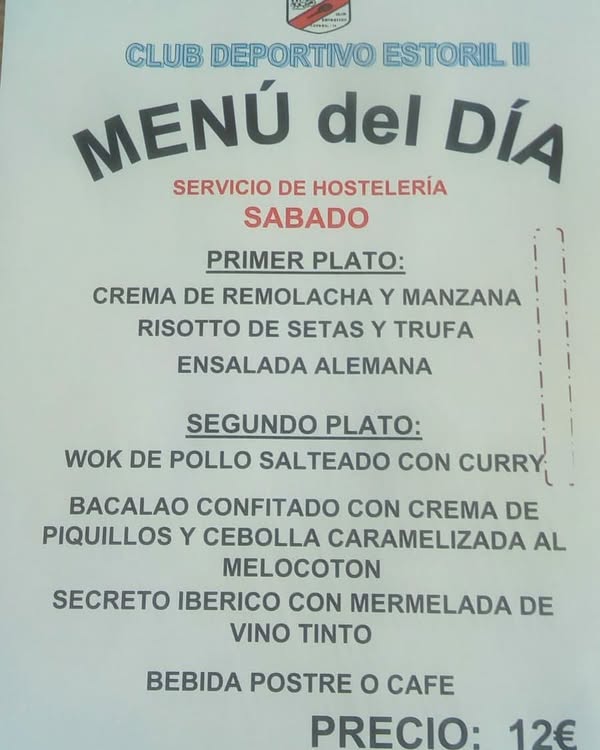 CLUB DEPORTIVO ESTORIL II
MENÚ del DÍA
SERVICIO DE HOSTELERÍA
SABADO
PRIMER PLATO:
CREMA DE REMOLACHA Y MANZANA
RISOTTO DE SETAS Y TRUFA
ENSALADA ALEMANA
SEGUNDO PLATO:
WOK DE POLLO SALTEADO CON CURRY
BACALAO CONFITADO CON CREMA DE
PIQUILLOS Y CEBOLLA CARAMELIZADA AL
MELOCOTON
SECRETO IBERICO CON MERMELADA DE
VINO TINTO
BEBIDA POSTRE O CAFE
PRECIO: 12€